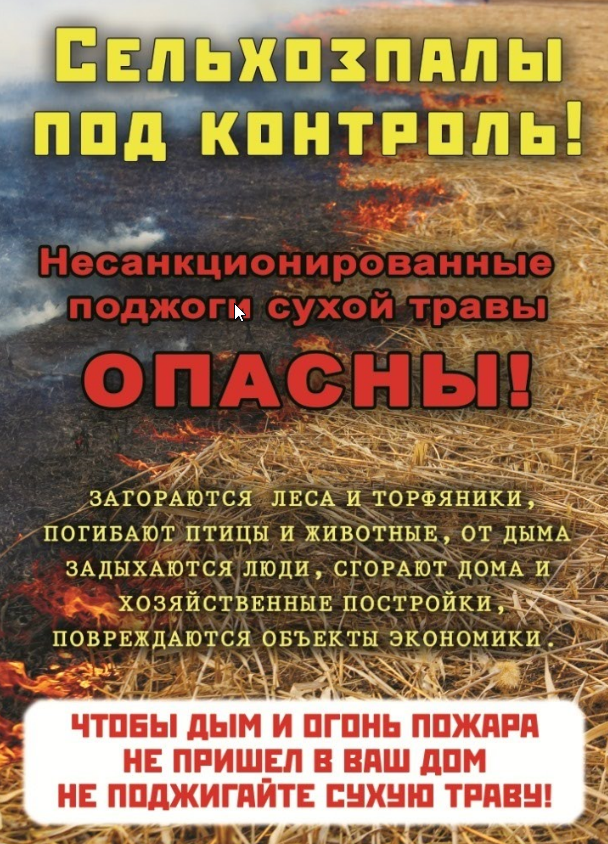 Сельхозпалы
под контроль!
Несанкционированные
поджоги сухой травы
ОПАСНЫ!
ЗАГОРАЮТСЯ ЛЕСА И ТОРФЯНИКИ,
ПОГИБАЮТ ПТИЦЫ И ЖИВОТНЫЕ, ОТ ДЫМА
ЗАДЫХАЮТСЯ ЛЮДИ, СГОРАЮТ ДОМА И
ХОЗЯЙСТВЕННЫЕ ПОСТРОЙКИ,
ПОВРЕЖДАЮТСЯ ОБЪЕКТЫ ЭКОНОМИКИ.
ЧТОБЫ ДЫМ И ОГОНЬ ПОЖАРА
НЕ ПРИШЕЛ В ВАШ ДОМ
НЕ ПОДЖИГАЙТЕ СУХУЮ ТРАВУ!